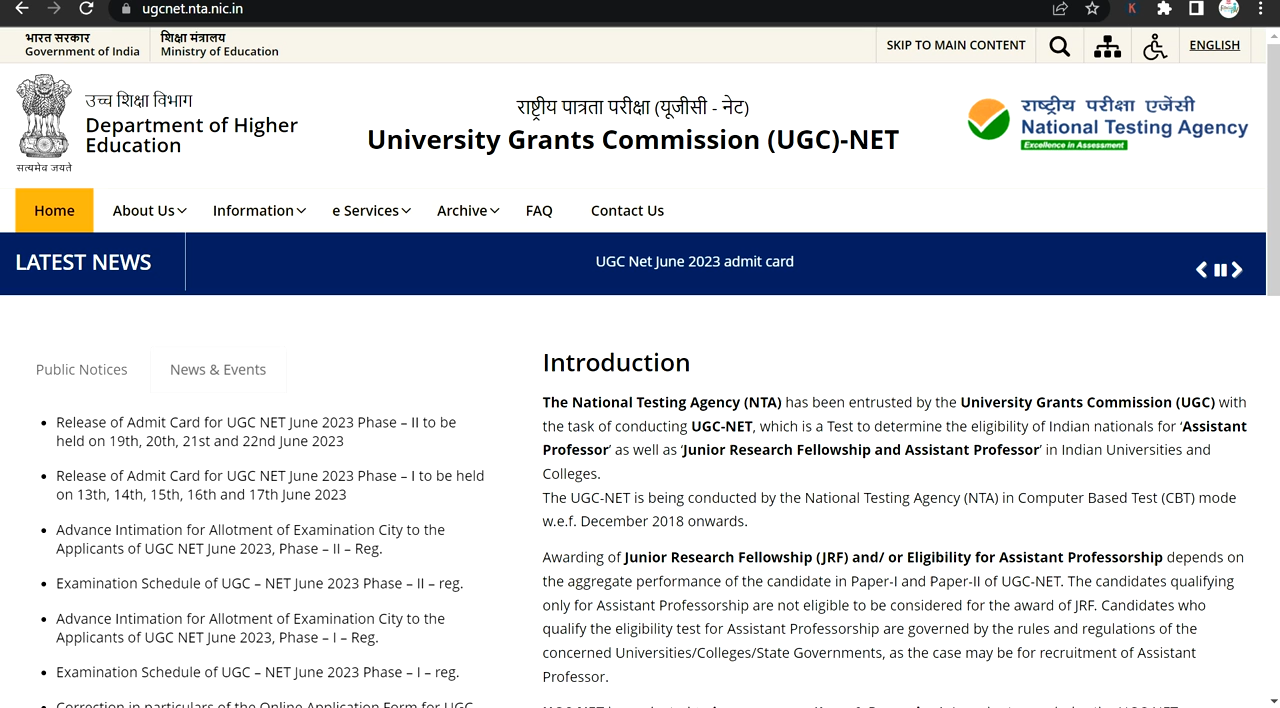 ugcnet.nta.nic.in
भारत सरकार
Government of India
शिक्षा मंत्रालय
Ministry of Education
SKIP TO MAIN CONTENT
ENGLISH
सत्यमेव जयते
उच्च शिक्षा विभाग
Department of Higher
Education
राष्ट्रीय पात्रता परीक्षा (यूजीसी - नेट)
University Grants Commission (UGC)-NET
राष्ट्रीय परीक्षा एजेंसी
National Testing Agency
Excellence in Assessment
Home
About Us
Information
e Services
Archive
FAQ
Contact Us
LATEST NEWS
UGC Net June 2023 admit card
Public Notices
News & Events
Release of Admit Card for UGC NET June 2023 Phase – II to be
held on 19th, 20th, 21st and 22nd June 2023
Release of Admit Card for UGC NET June 2023 Phase – I to be held
on 13th, 14th, 15th, 16th and 17th June 2023
Advance Intimation for Allotment of Examination City to the
Applicants of UGC NET June 2023, Phase – II – Reg.
Examination Schedule of UGC – NET June 2023 Phase – II – reg.
Advance Intimation for Allotment of Examination City to the
Applicants of UGC NET June 2023, Phase – I – Reg.
Examination Schedule of UGC – NET June 2023 Phase – I – reg.
Correction in particulars of the Online Application Form for UGC
Introduction
The National Testing Agency (NTA) has been entrusted by the University Grants Commission (UGC) with
the task of conducting UGC-NET, which is a Test to determine the eligibility of Indian nationals for ‘Assistant
Professor’ as well as ‘Junior Research Fellowship and Assistant Professor’ in Indian Universities and
Colleges.
The UGC-NET is being conducted by the National Testing Agency (NTA) in Computer Based Test (CBT) mode
w.e.f. December 2018 onwards.
Awarding of Junior Research Fellowship (JRF) and/ or Eligibility for Assistant Professorship depends on
the aggregate performance of the candidate in Paper-I and Paper-II of UGC-NET. The candidates qualifying
only for Assistant Professorship are not eligible to be considered for the award of JRF. Candidates who
qualify the eligibility test for Assistant Professorship are governed by the rules and regulations of the
concerned Universities/Colleges/State Governments, as the case may be for recruitment of Assistant
Professor.